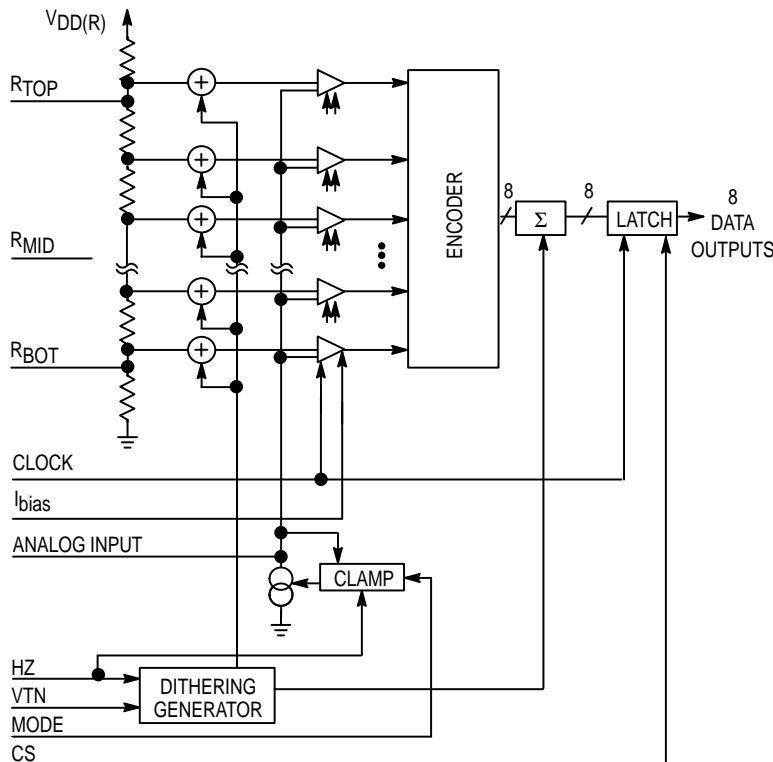 VDD(R)
RTOP
RMID
RBOT
+
+
+
+
+
ENCODER
8
Σ
8
LATCH
8
DATA
OUTPUTS
CLOCK
Ibias
ANALOG INPUT
CLAMP
HZ
VTN
MODE
CS
DITHERING
GENERATOR